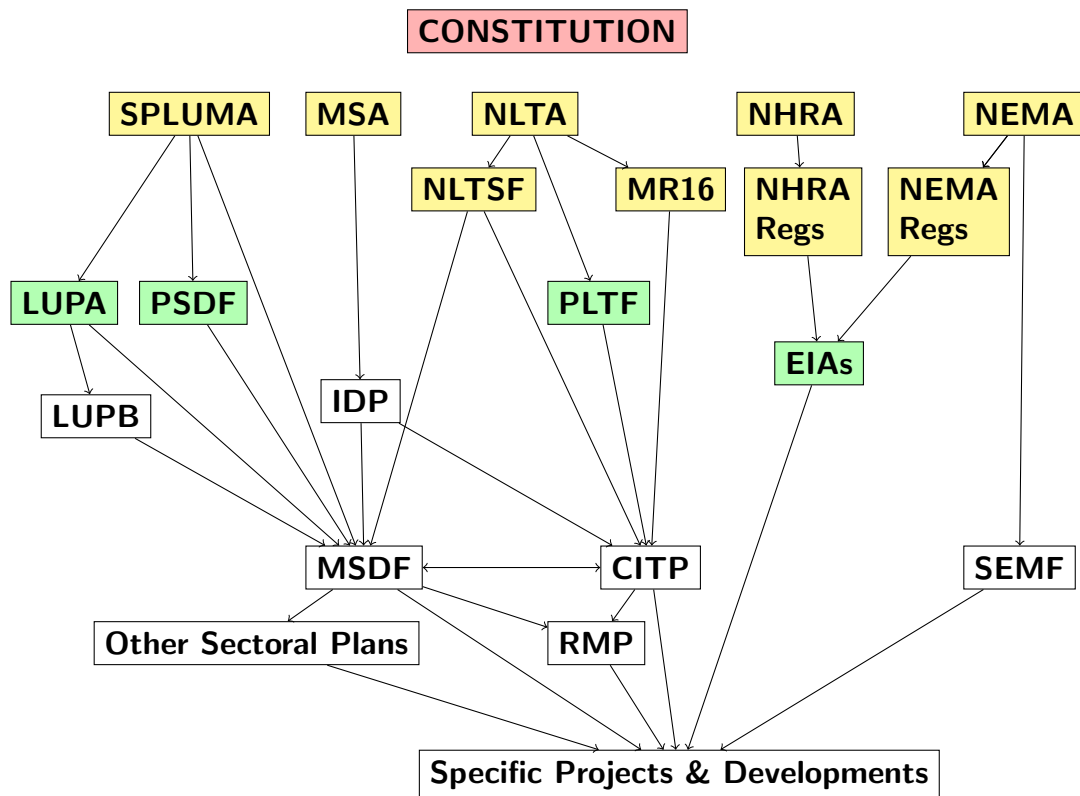 CONSTITUTION
SPLUMA
MSA
NLTA
NHRA
NEMA
NLTSF
MR16
NHRA
Regs
NEMA
Regs
LUPA
PSDF
PLTF
EIAs
IDP
LUPB
MSDF
CITP
SEMF
Other Sectoral Plans
RMP
Specific Projects & Developments